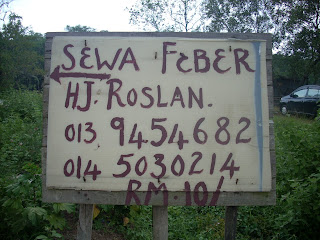 SEWA FEBER
HJ. ROSLAN.
013 9454682
014 5030214
RM.10/